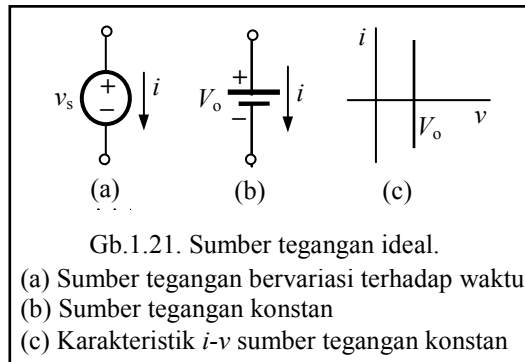 v_s + − i
V_o + − i
i v V_o
(a) (b) (c)
Gb.1.21. Sumber tegangan ideal.
(a) Sumber tegangan bervariasi terhadap waktu
(b) Sumber tegangan konstan
(c) Karakteristik i-v sumber tegangan konstan